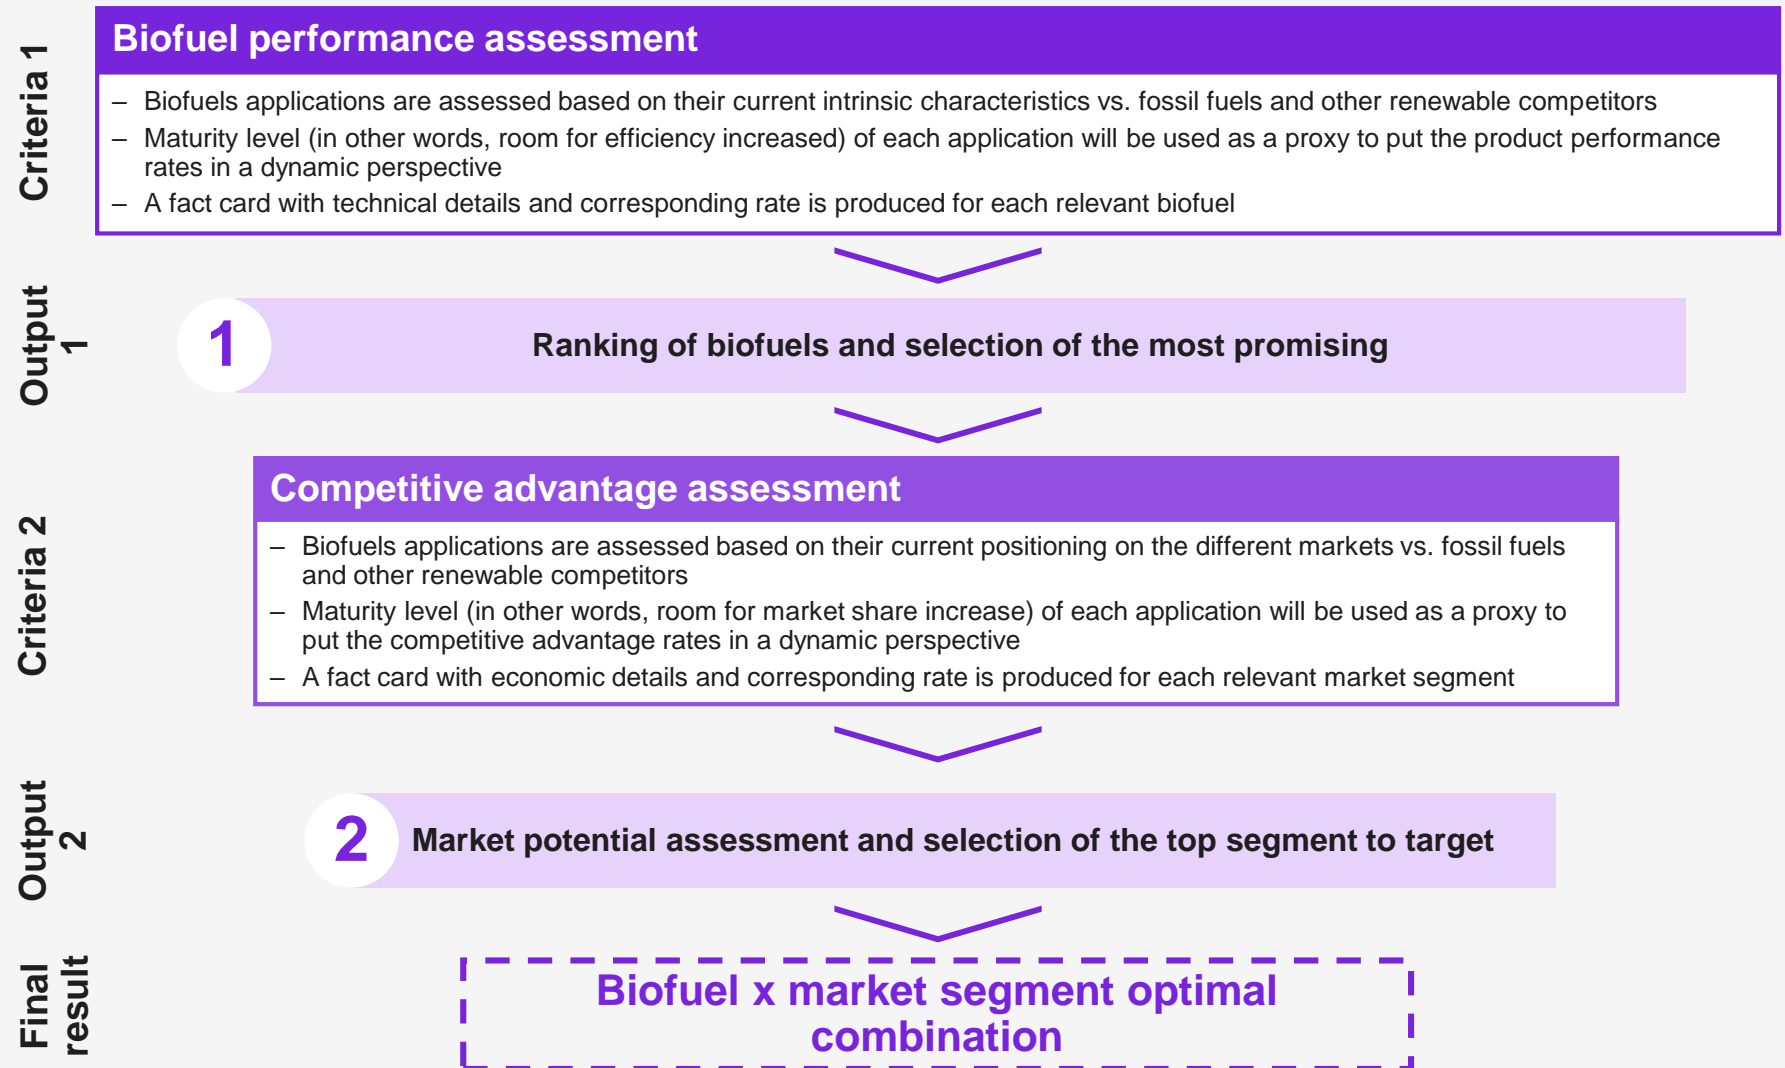 Criteria 1
Biofuel performance assessment
– Biofuels applications are assessed based on their current intrinsic characteristics vs. fossil fuels and other renewable competitors
– Maturity level (in other words, room for efficiency increased) of each application will be used as a proxy to put the product performance
rates in a dynamic perspective
– A fact card with technical details and corresponding rate is produced for each relevant biofuel
Output
1
1
Ranking of biofuels and selection of the most promising
Criteria 2
Competitive advantage assessment
– Biofuels applications are assessed based on their current positioning on the different markets vs. fossil fuels
and other renewable competitors
– Maturity level (in other words, room for market share increase) of each application will be used as a proxy to
put the competitive advantage rates in a dynamic perspective
– A fact card with economic details and corresponding rate is produced for each relevant market segment
Output
2
2
Market potential assessment and selection of the top segment to target
Final
result
Biofuel x market segment optimal
combination